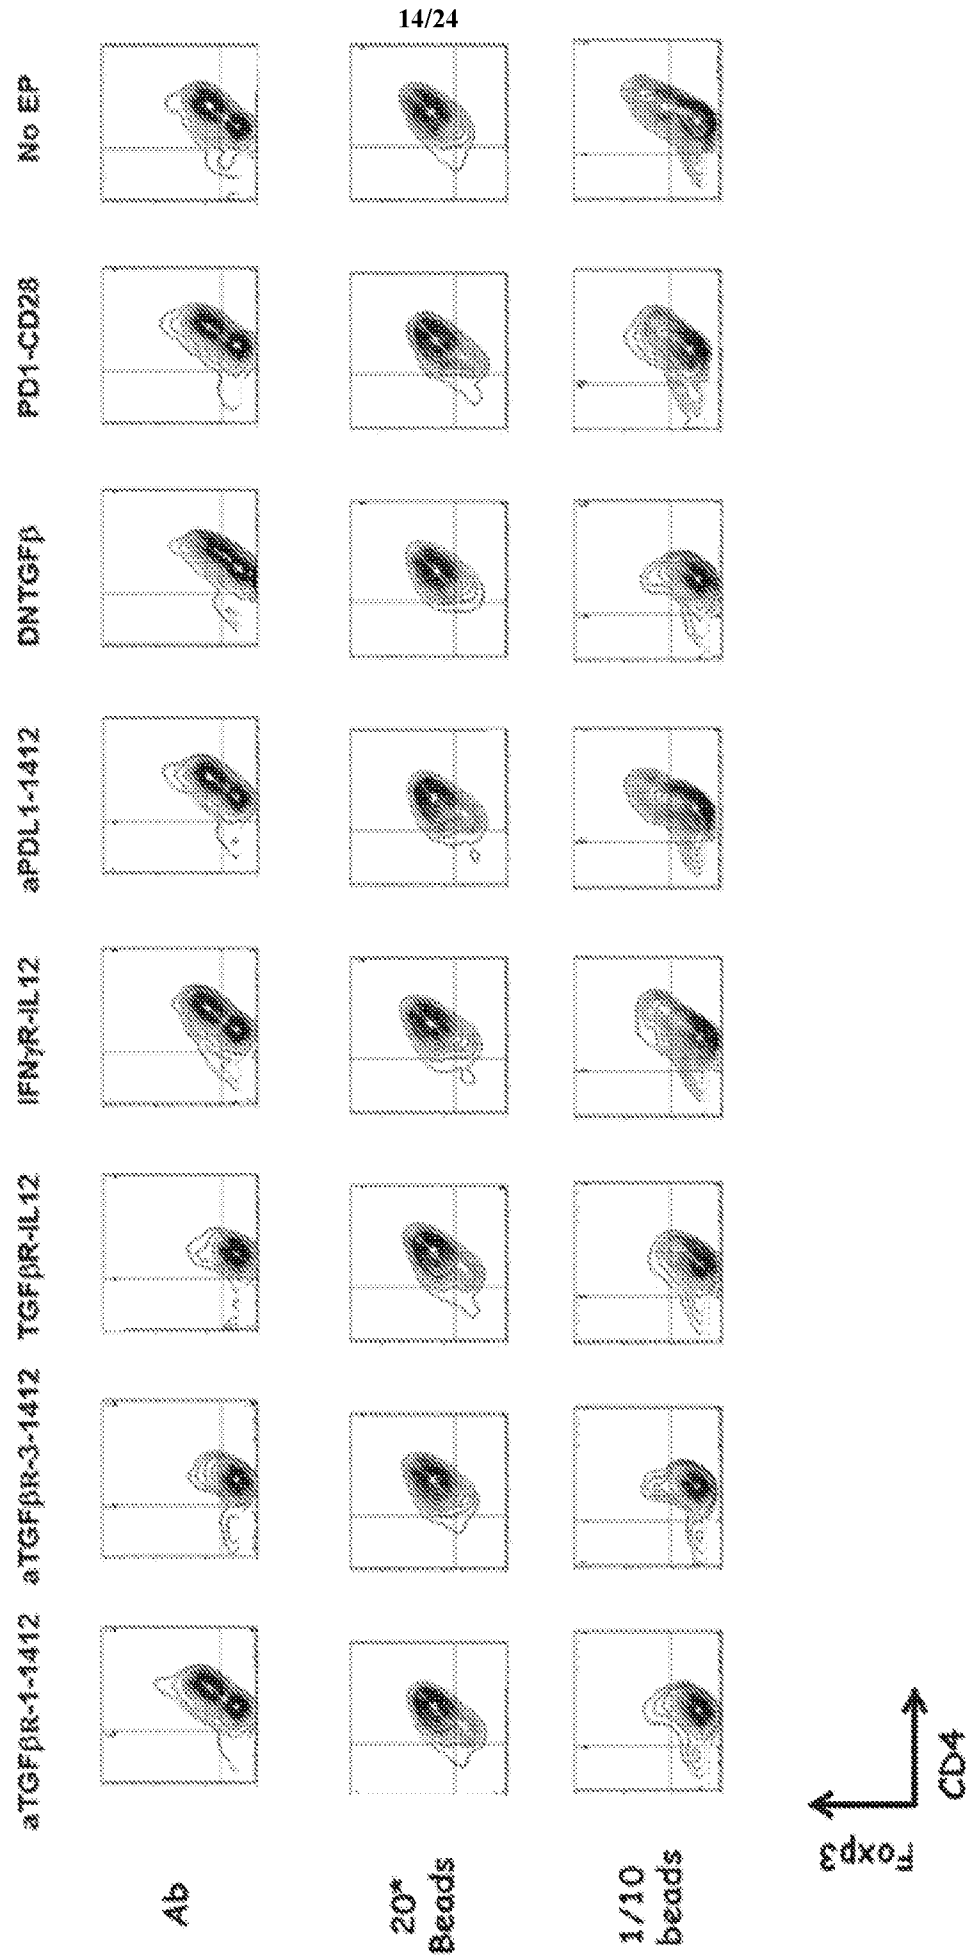 14/24
aTGFβR-1-1412
aTGFβR-3-1412
TGFβR-IL12
IFNγR-IL12
aPDL1-1412
DNTGFβ
PD1-CD28
No EP
Ab
20*
Beads
1/10
beads
Foxp3
CD4